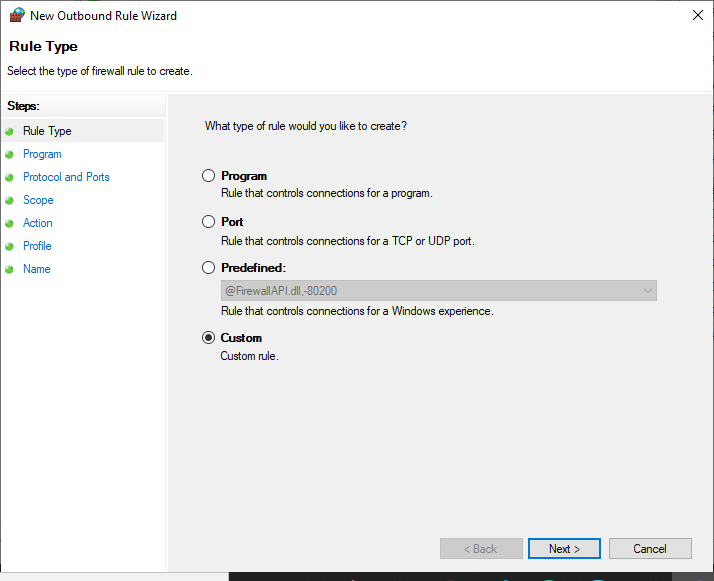 New Outbound Rule Wizard
Rule Type
Select the type of firewall rule to create.
Steps:
Rule Type
Program
Protocol and Ports
Scope
Action
Profile
Name
What type of rule would you like to create?
Program
Rule that controls connections for a program.
Port
Rule that controls connections for a TCP or UDP port.
Predefined:
@FirewallAPI.dll,-80200
Rule that controls connections for a Windows experience.
Custom
Custom rule.
< Back
Next >
Cancel